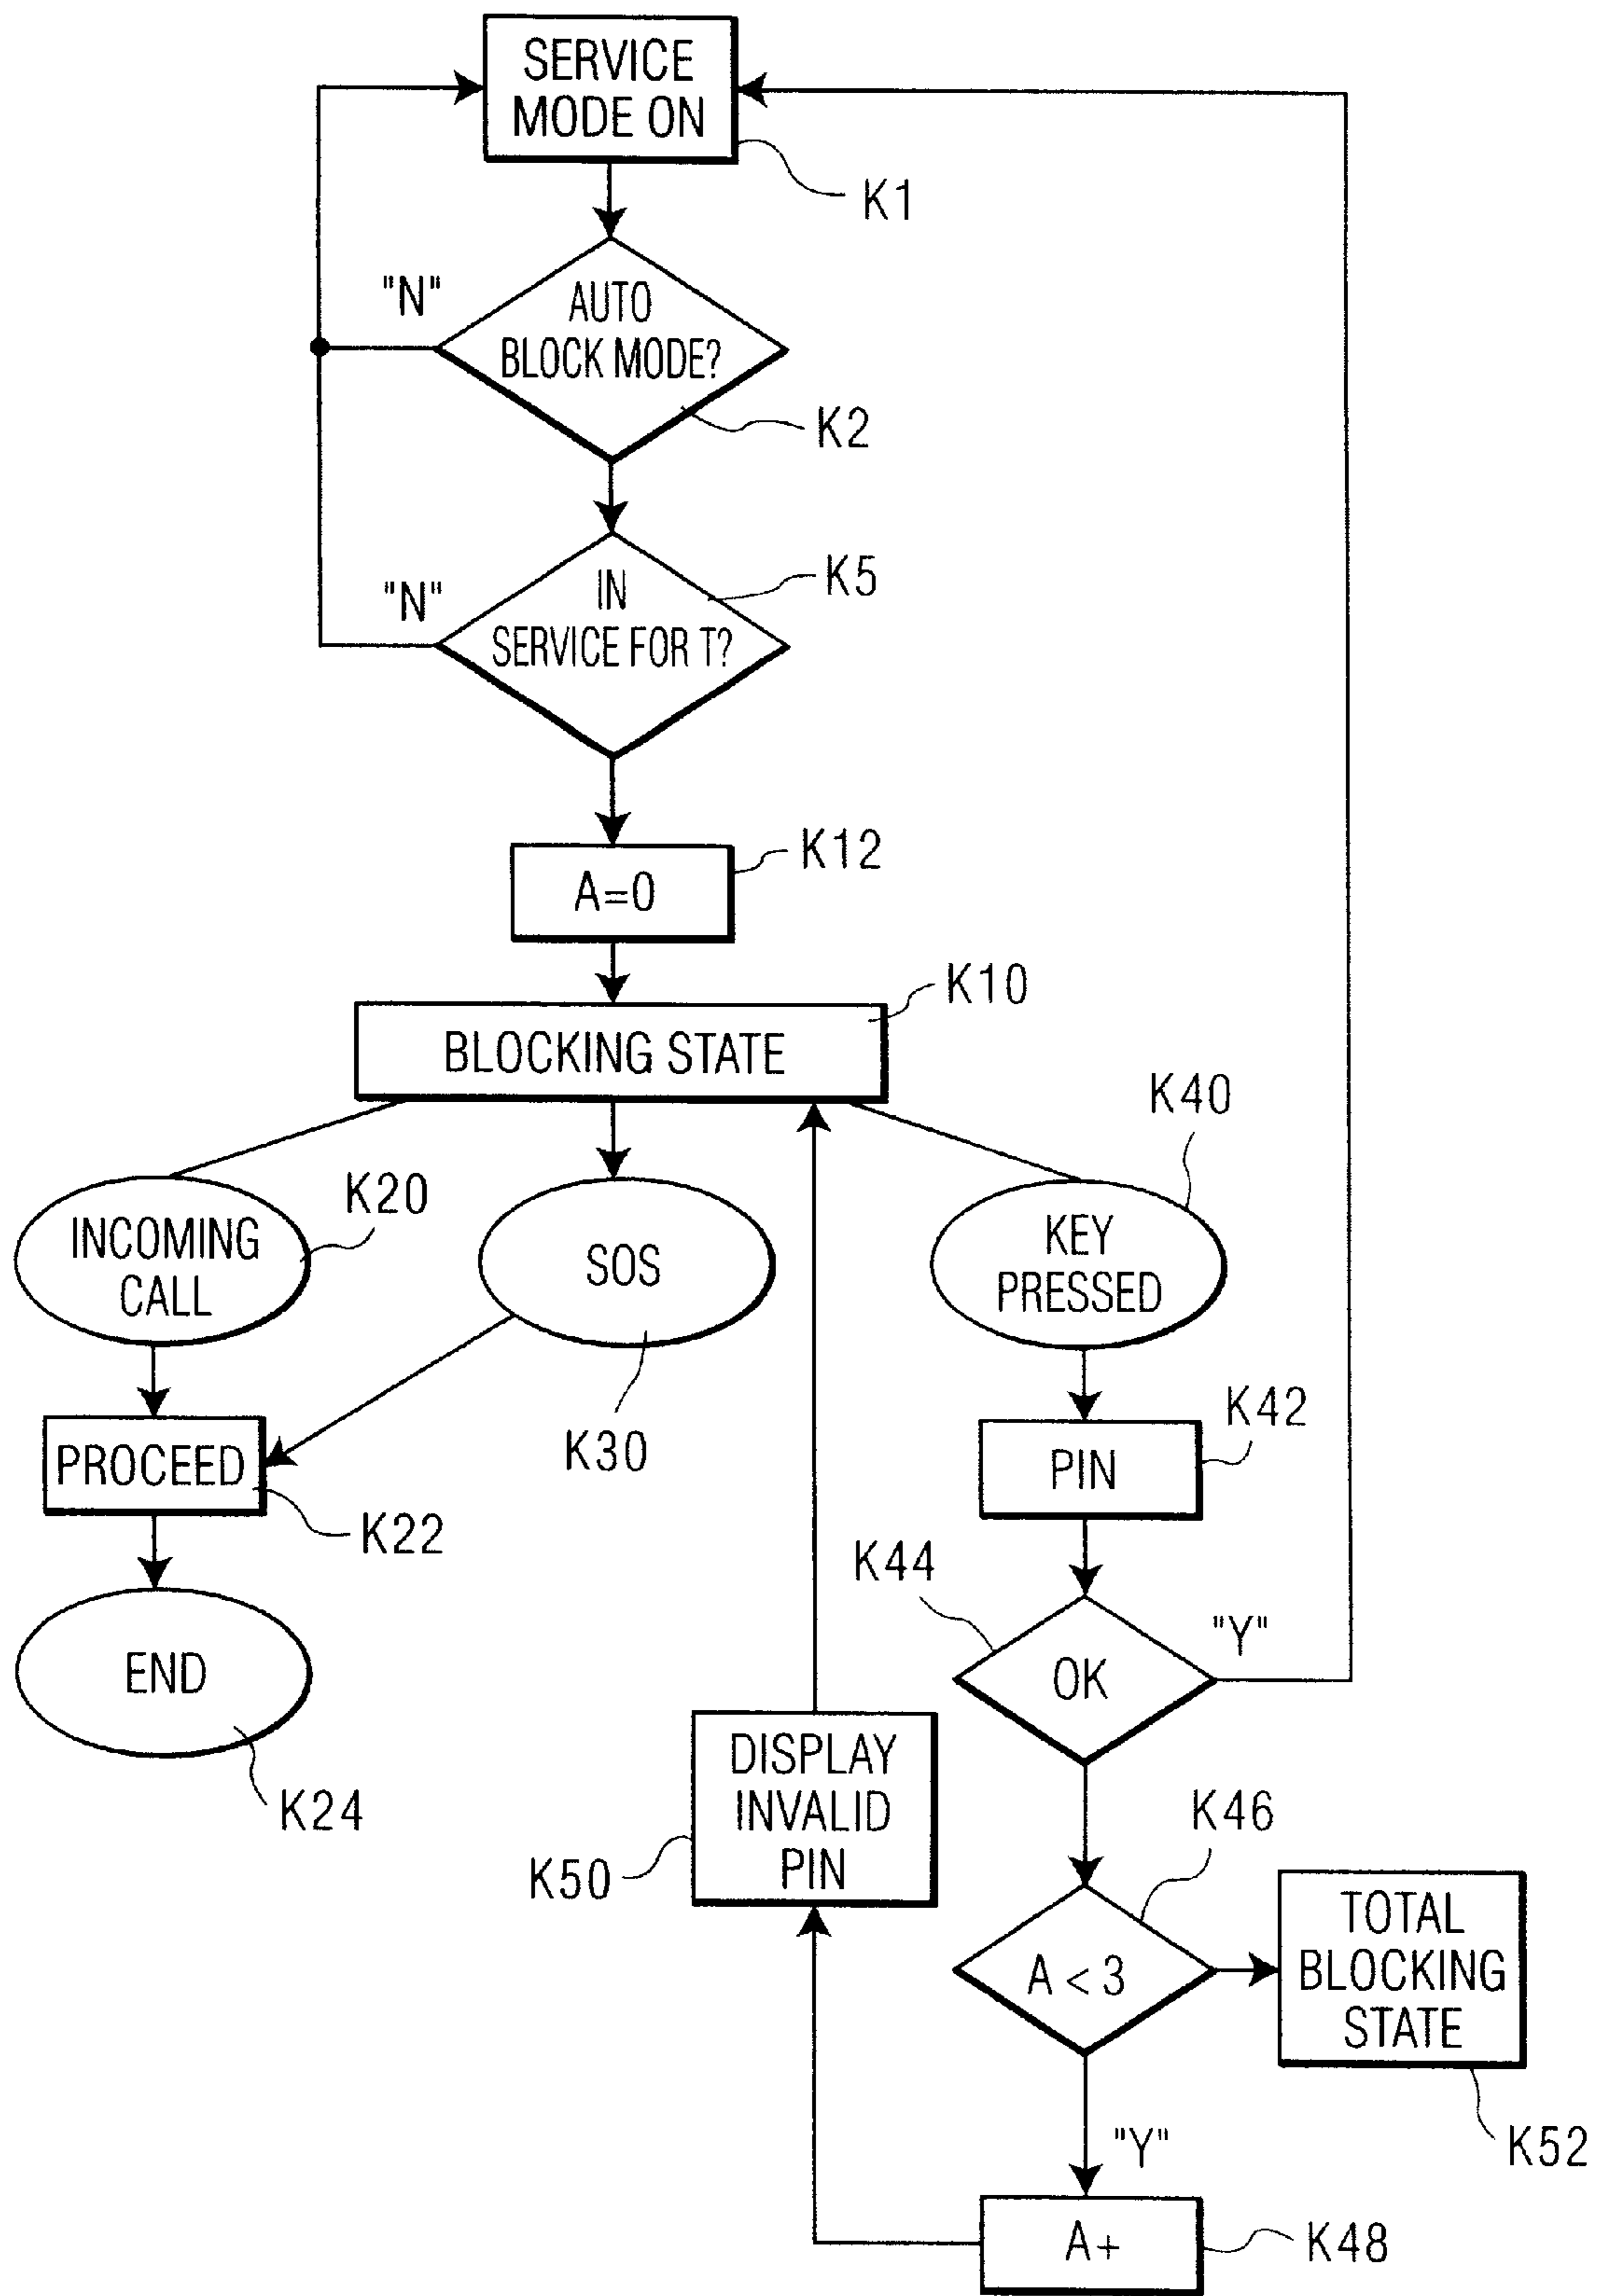 SERVICE
MODE ON
K1
"N"
AUTO
BLOCK MODE?
K2
K5
"N"
IN
SERVICE FOR T?
K12
A=0
K10
BLOCKING STATE
K40
K20
INCOMING
CALL
SOS
KEY
PRESSED
K30
K42
PROCEED
PIN
K22
K44
"Y"
END
OK
K24
DISPLAY
INVALID
PIN
K50
K46
A < 3
TOTAL
BLOCKING
STATE
"Y"
K52
A+
K48